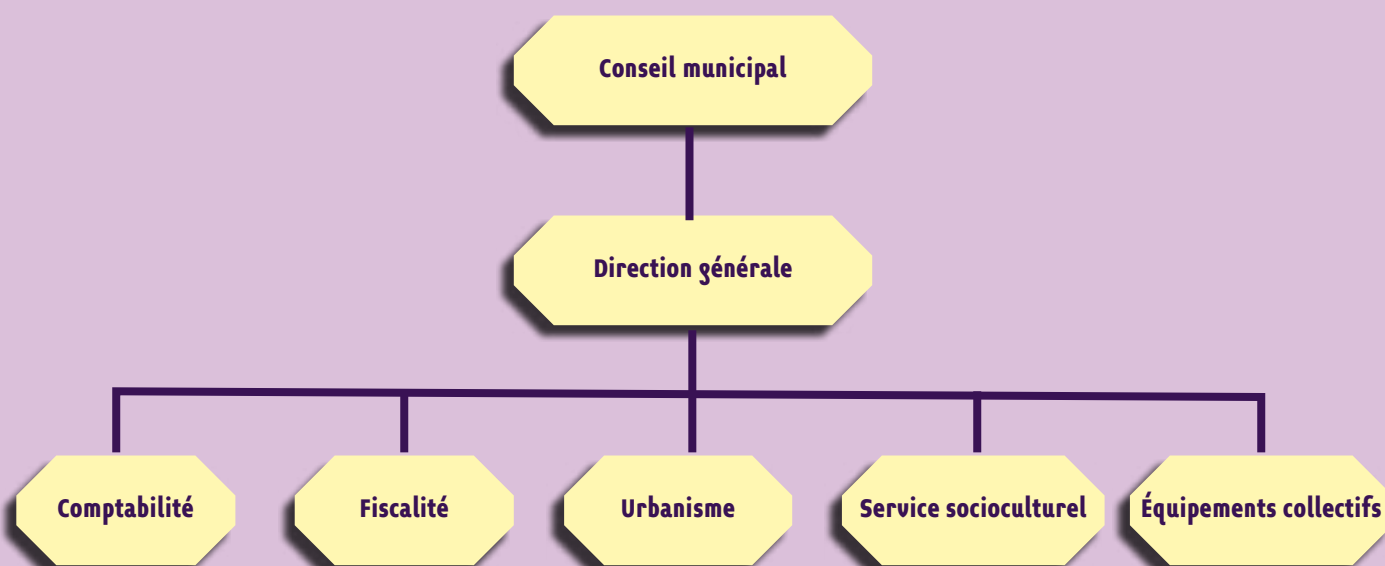 Conseil municipal
Direction générale
Comptabilité
Fiscalité
Urbanisme
Service socioculturel
Équipements collectifs